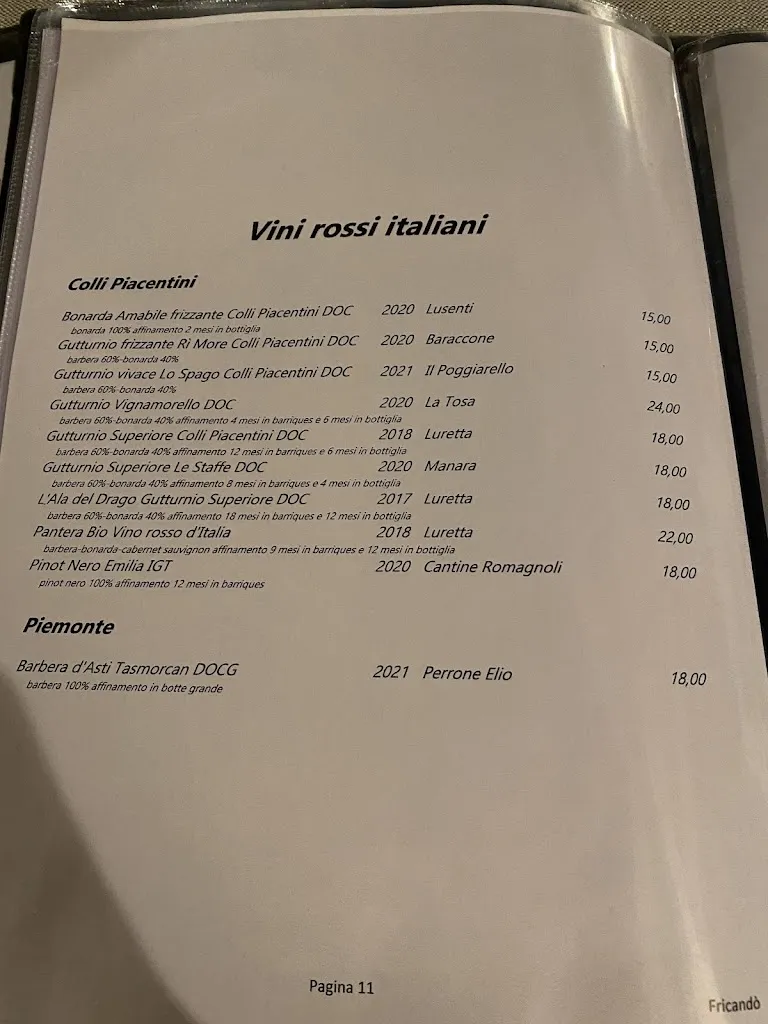 Vini rossi italiani
Colli Piacentini
Bonarda Amabile frizzante Colli Piacentini DOC 2020 Lusenti 15,00
bonarda 100% affinamento 2 mesi in bottiglia
Gutturnio frizzante Rì More Colli Piacentini DOC 2020 Baraccone 15,00
barbera 60%-bonarda 40%
Gutturnio vivace Lo Spago Colli Piacentini DOC 2021 Il Poggiarello 15,00
barbera 60%-bonarda 40%
Gutturnio Vignamorello DOC 2020 La Tosa 24,00
barbera 60%-bonarda 40% affinamento 4 mesi in barriques e 6 mesi in bottiglia
Gutturnio Superiore Colli Piacentini DOC 2018 Luretta 18,00
barbera 60%-bonarda 40% affinamento 12 mesi in barriques e 6 mesi in bottiglia
Gutturnio Superiore Le Staffe DOC 2020 Manara 18,00
barbera 60%-bonarda 40% affinamento 8 mesi in barriques e 4 mesi in bottiglia
L'Ala del Drago Gutturnio Superiore DOC 2017 Luretta 18,00
barbera 60%-bonarda 40% affinamento 18 mesi in barriques e 12 mesi in bottiglia
Pantera Bio Vino rosso d'Italia 2018 Luretta 22,00
barbera-bonarda-cabernet sauvignon affinamento 9 mesi in barriques e 12 mesi in bottiglia
Pinot Nero Emilia IGT 2020 Cantine Romagnoli 18,00
pinot nero 100% affinamento 12 mesi in barriques
Piemonte
Barbera d'Asti Tasmorcan DOCG 2021 Perrone Elio 18,00
barbera 100% affinamento in botte grande
Pagina 11
Fricandò